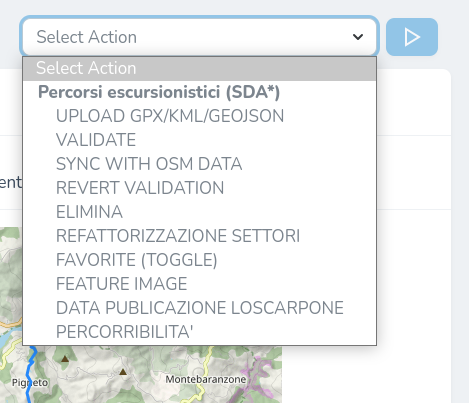 Select Action
Select Action
Percorsi escursionistici (SDA*)
UPLOAD GPX/KML/GEOJSON
VALIDATE
SYNC WITH OSM DATA
REVERT VALIDATION
ent
ELIMINA
REFATTORIZZAZIONE SETTORI
FAVORITE (TOGGLE)
FEATURE IMAGE
DATA PUBLICAZIONE LOSCARPONE
PERCORRIBILITA'
Pigneto
Montebaranzone